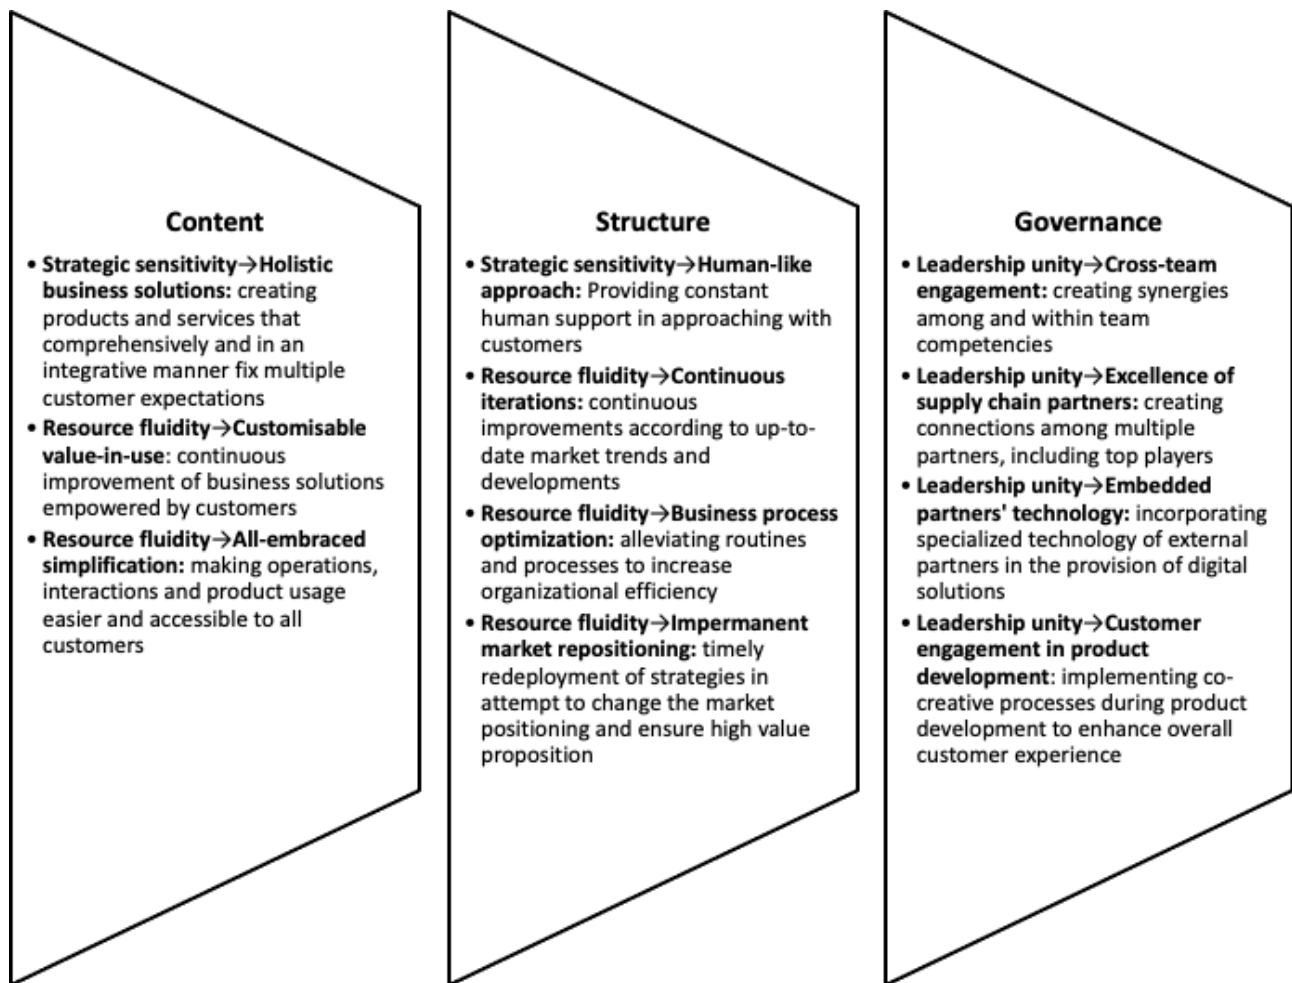 Content
• Strategic sensitivity→Holistic
business solutions: creating
products and services that
comprehensively and in an
integrative manner fix multiple
customer expectations
• Resource fluidity→Customisable
value-in-use: continuous
improvement of business solutions
empowered by customers
• Resource fluidity→All-embraced
simplification: making operations,
interactions and product usage
easier and accessible to all
customers
Structure
• Strategic sensitivity→Human-like
approach: Providing constant
human support in approaching with
customers
• Resource fluidity→Continuous
iterations: continuous
improvements according to up-to-
date market trends and
developments
• Resource fluidity→Business process
optimization: alleviating routines
and processes to increase
organizational efficiency
• Resource fluidity→Impermanent
market repositioning: timely
redeployment of strategies in
attempt to change the market
positioning and ensure high value
proposition
Governance
• Leadership unity→Cross-team
engagement: creating synergies
among and within team
competencies
• Leadership unity→Excellence of
supply chain partners: creating
connections among multiple
partners, including top players
• Leadership unity→Embedded
partners' technology: incorporating
specialized technology of external
partners in the provision of digital
solutions
• Leadership unity→Customer
engagement in product
development: implementing co-
creative processes during product
development to enhance overall
customer experience